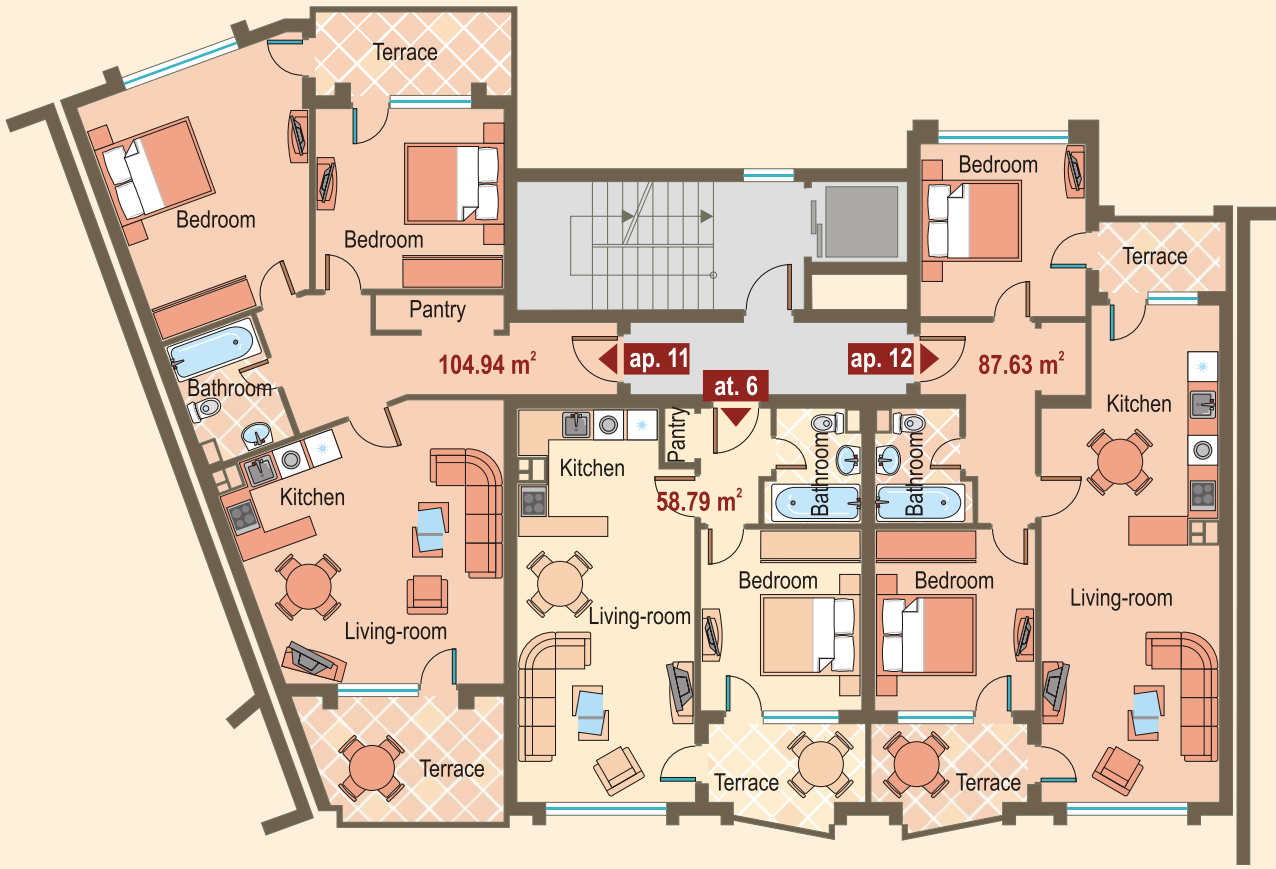 Terrace
Bedroom
Bedroom
Bedroom
Terrace
Pantry
104.94 m²
ap. 11
ap. 12
87.63 m²
at. 6
Bathroom
Kitchen
Pantry
Kitchen
Kitchen
58.79 m²
Bathroom
Bathroom
Bedroom
Bedroom
Living-room
Living-room
Living-room
Terrace
Terrace
Terrace